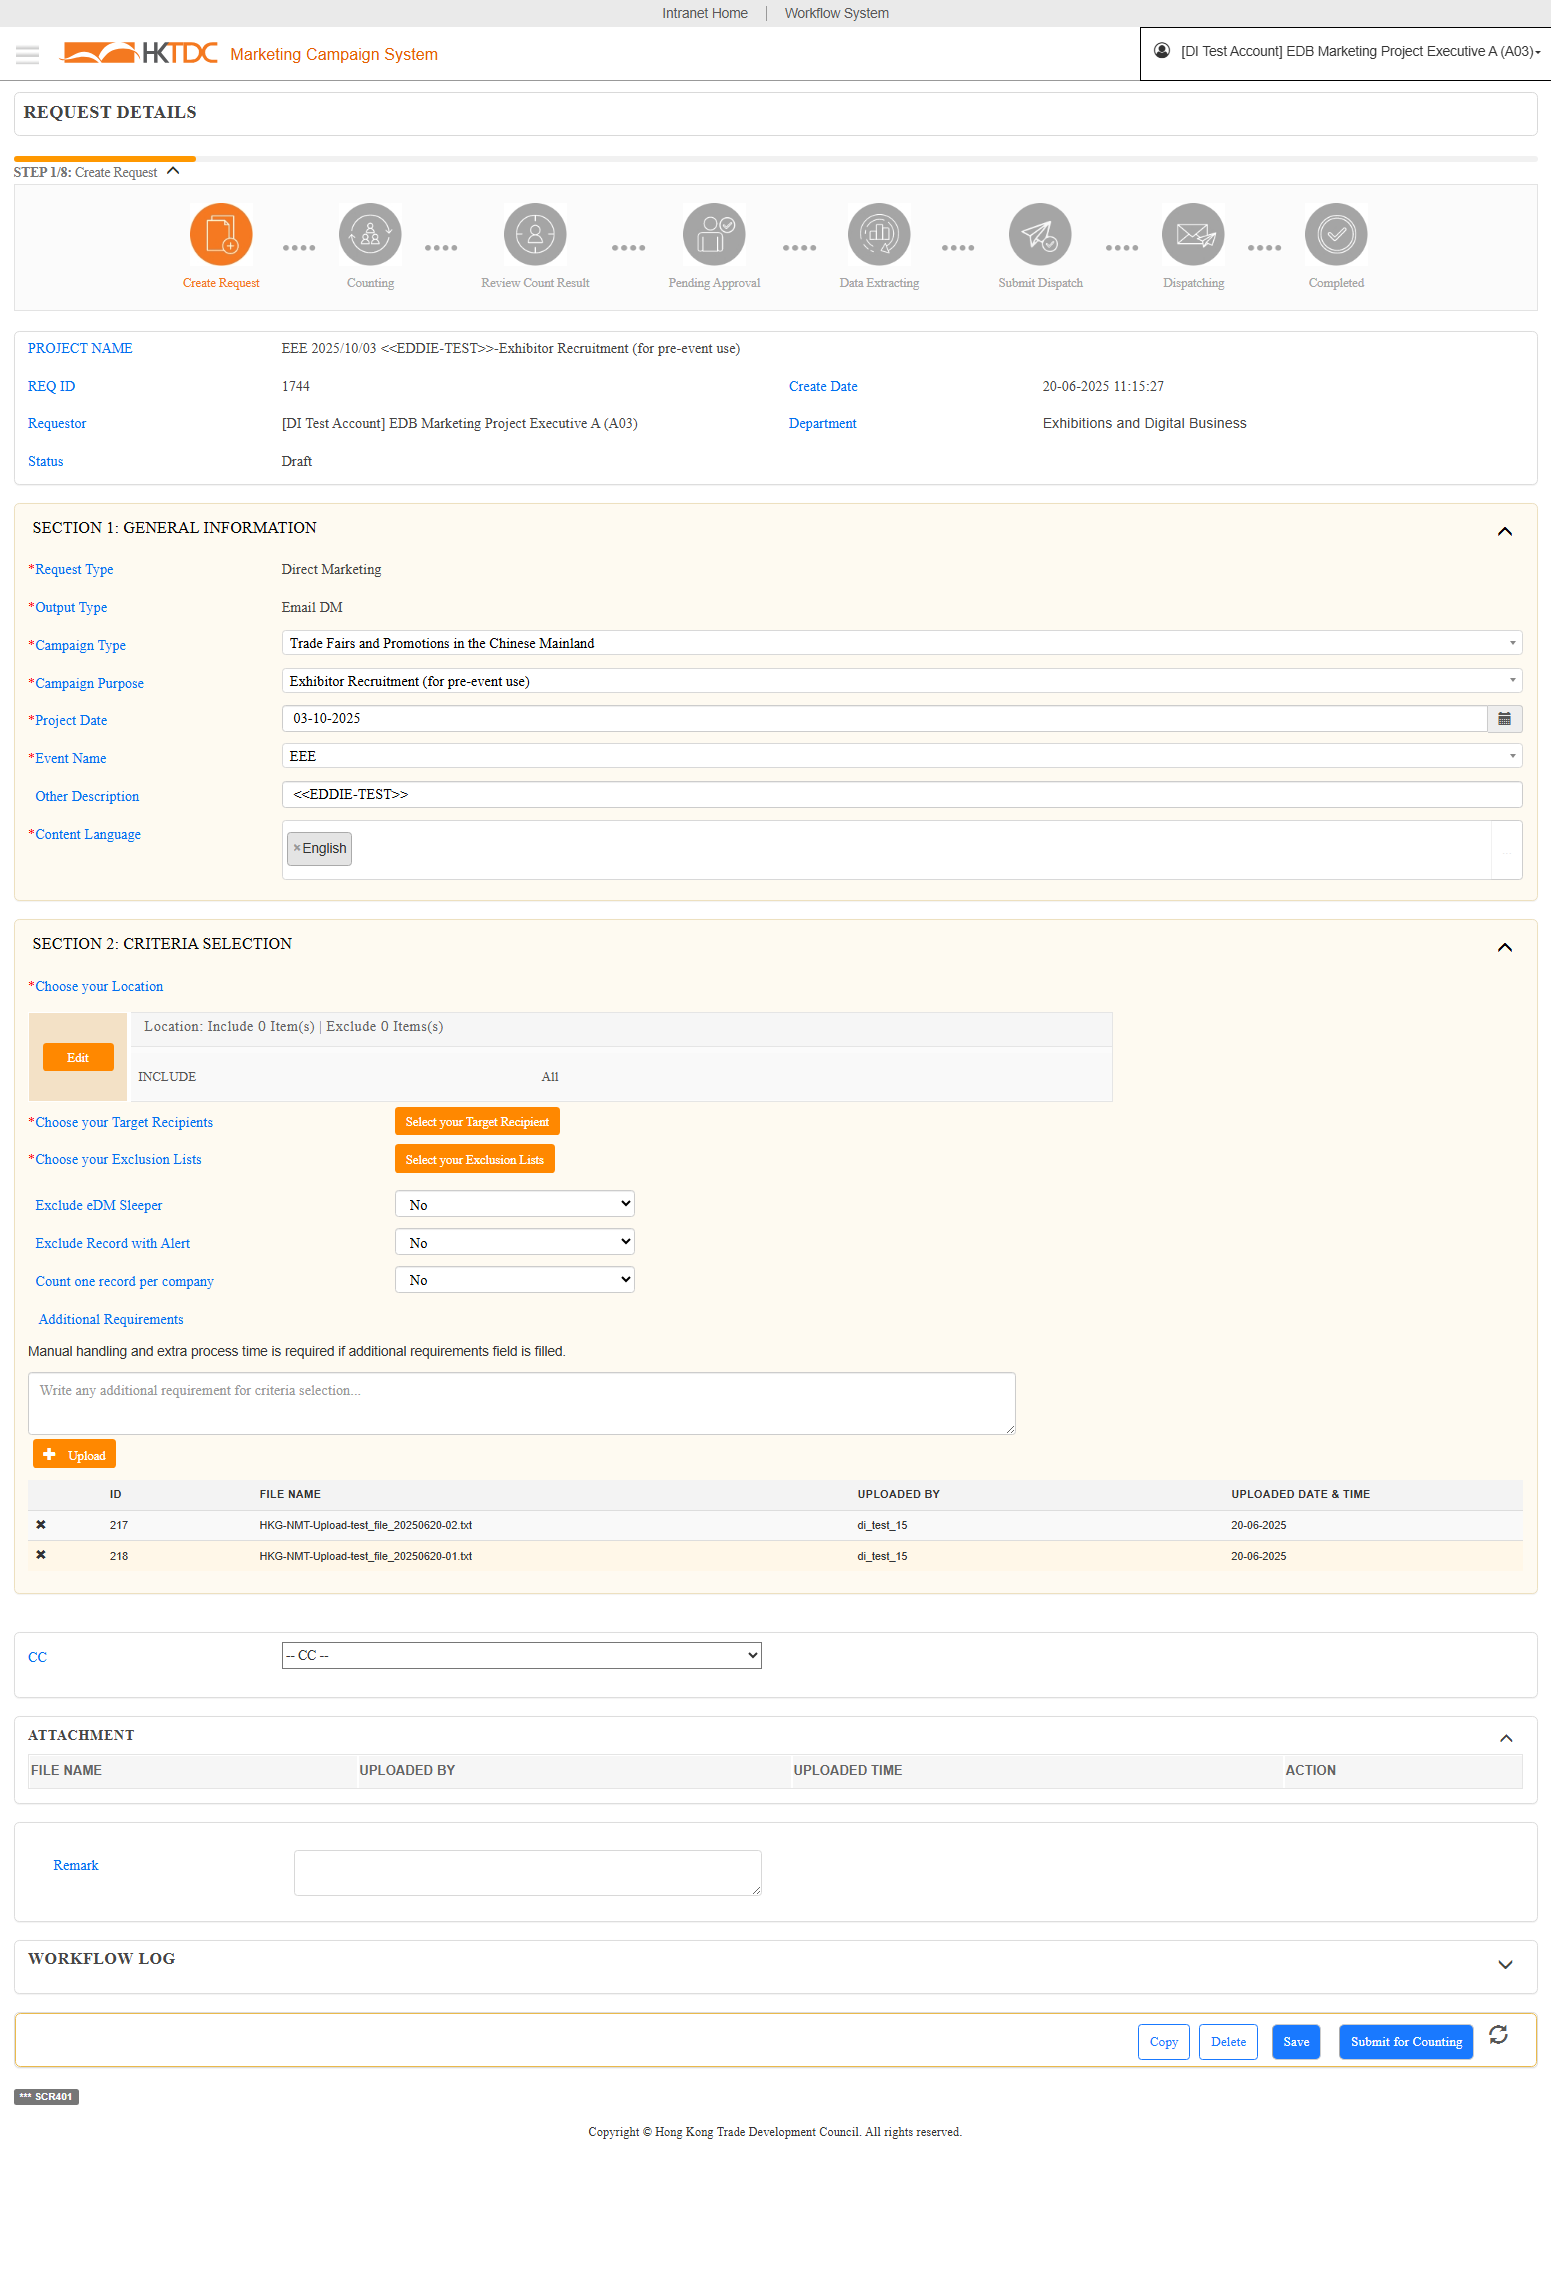 Intranet Home | Workflow System
HKTDC Marketing Campaign System
[DI Test Account] EDB Marketing Project Executive A (A03)
REQUEST DETAILS
STEP 1/8: Create Request
Create Request
Counting
Review Count Result
Pending Approval
Data Extracting
Submit Dispatch
Dispatching
Completed
PROJECT NAME EEE 2025/10/03 <<EDDIE-TEST>>-Exhibitor Recruitment (for pre-event use)
REQ ID 1744 Create Date 20-06-2025 11:15:27
Requestor [DI Test Account] EDB Marketing Project Executive A (A03) Department Exhibitions and Digital Business
Status Draft
SECTION 1: GENERAL INFORMATION
*Request Type Direct Marketing
*Output Type Email DM
*Campaign Type Trade Fairs and Promotions in the Chinese Mainland
*Campaign Purpose Exhibitor Recruitment (for pre-event use)
*Project Date 03-10-2025
*Event Name EEE
Other Description <<EDDIE-TEST>>
*Content Language ×English
SECTION 2: CRITERIA SELECTION
*Choose your Location
Location: Include 0 Item(s) | Exclude 0 Items(s)
Edit
INCLUDE All
*Choose your Target Recipients Select your Target Recipient
*Choose your Exclusion Lists Select your Exclusion Lists
Exclude eDM Sleeper No
Exclude Record with Alert No
Count one record per company No
Additional Requirements
Manual handling and extra process time is required if additional requirements field is filled.
Write any additional requirement for criteria selection...
Upload
ID FILE NAME UPLOADED BY UPLOADED DATE & TIME
217 HKG-NMT-Upload-test_file_20250620-02.txt di_test_15 20-06-2025
218 HKG-NMT-Upload-test_file_20250620-01.txt di_test_15 20-06-2025
CC -- CC --
ATTACHMENT
FILE NAME UPLOADED BY UPLOADED TIME ACTION
Remark
WORKFLOW LOG
Copy Delete Save Submit for Counting
*** SCR401
Copyright © Hong Kong Trade Development Council. All rights reserved.